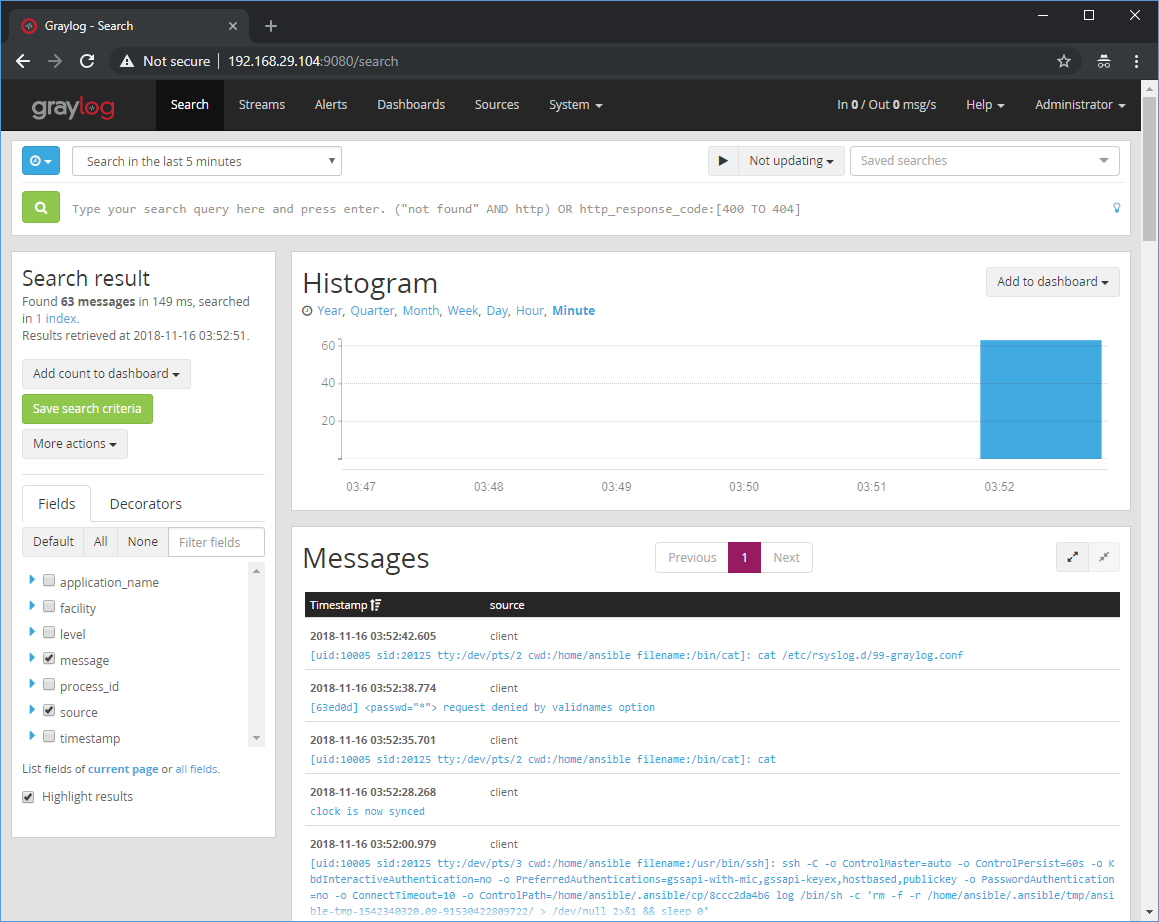 Graylog - Search
Not secure 192.168.29.104:9080/search
graylog Search Streams Alerts Dashboards Sources System In 0 / Out 0 msg/s Help Administrator
Search in the last 5 minutes Not updating Saved searches
Type your search query here and press enter. ("not found" AND http) OR http_response_code:[400 TO 404]
Search result
Found 63 messages in 149 ms, searched
in 1 index.
Results retrieved at 2018-11-16 03:52:51.
Add count to dashboard
Save search criteria
More actions
Fields Decorators
Default All None Filter fields
application_name
facility
level
message
process_id
source
timestamp
List fields of current page or all fields.
Highlight results
Histogram
Add to dashboard
Year, Quarter, Month, Week, Day, Hour, Minute
60
40
20
03:47 03:48 03:49 03:50 03:51 03:52
Messages
Previous 1 Next
Timestamp source
2018-11-16 03:52:42.605 client
[uid:10005 sid:20125 tty:/dev/pts/2 cwd:/home/ansible filename:/bin/cat]: cat /etc/rsyslog.d/99-graylog.conf
2018-11-16 03:52:38.774 client
[63ed0d] <passwd="*"> request denied by validnames option
2018-11-16 03:52:35.701 client
[uid:10005 sid:20125 tty:/dev/pts/2 cwd:/home/ansible filename:/bin/cat]: cat
2018-11-16 03:52:28.268 client
clock is now synced
2018-11-16 03:52:00.979 client
[uid:10005 sid:20125 tty:/dev/pts/3 cwd:/home/ansible filename:/usr/bin/ssh]: ssh -C -o ControlMaster=auto -o ControlPersist=60s -o K
bdInteractiveAuthentication=no -o PreferredAuthentications=gssapi-with-mic,gssapi-keyex,hostbased,publickey -o PasswordAuthentication
=no -o ConnectTimeout=10 -o ControlPath=/home/ansible/.ansible/cp/8ccc2da4b6 log /bin/sh -c 'rm -f -r /home/ansible/.ansible/tmp/ansi
ble-tmp-1542340320.09-91530422809722/ > /dev/null 2>&1 && sleep 0'